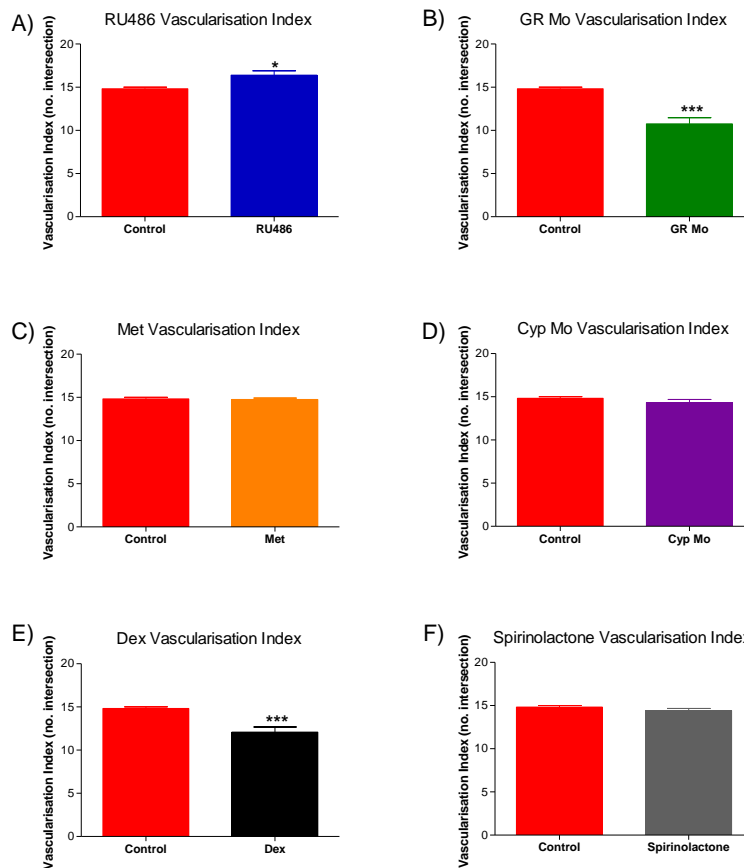 A)
RU486 Vascularisation Index
Vascularisation Index (no. intersection)
20
15
10
5
0
*
Control
RU486
B)
GR Mo Vascularisation Index
Vascularisation Index (no. intersection)
20
15
10
5
0
***
Control
GR Mo
C)
Met Vascularisation Index
Vascularisation Index (no. intersection)
20
15
10
5
0
Control
Met
D)
Cyp Mo Vascularisation Index
Vascularisation Index (no. intersection)
20
15
10
5
0
Control
Cyp Mo
E)
Dex Vascularisation Index
Vascularisation Index (no. intersection)
20
15
10
5
0
***
Control
Dex
F)
Spirinolactone Vascularisation Index
Vascularisation Index (no. intersection)
20
15
10
5
0
Control
Spirinolactone